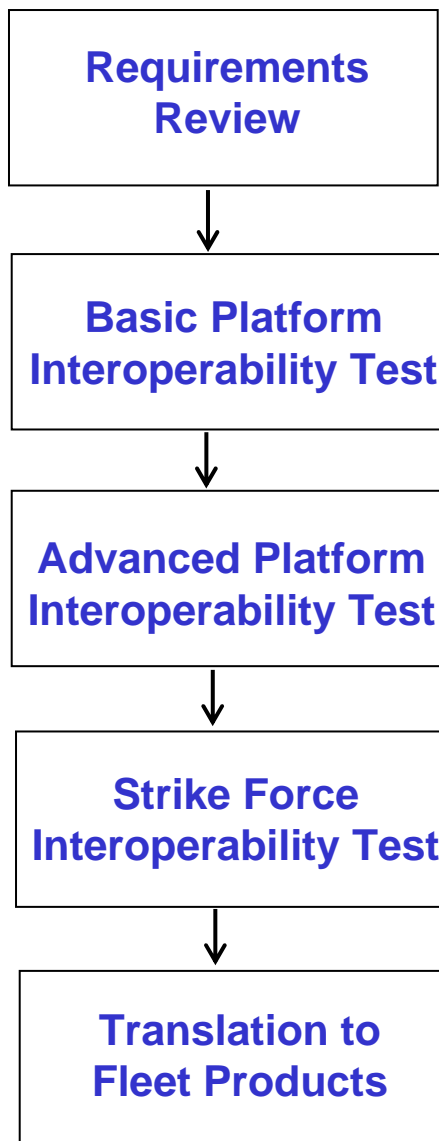 Requirements
Review
Basic Platform
Interoperability Test
Advanced Platform
Interoperability Test
Strike Force
Interoperability Test
Translation to
Fleet Products